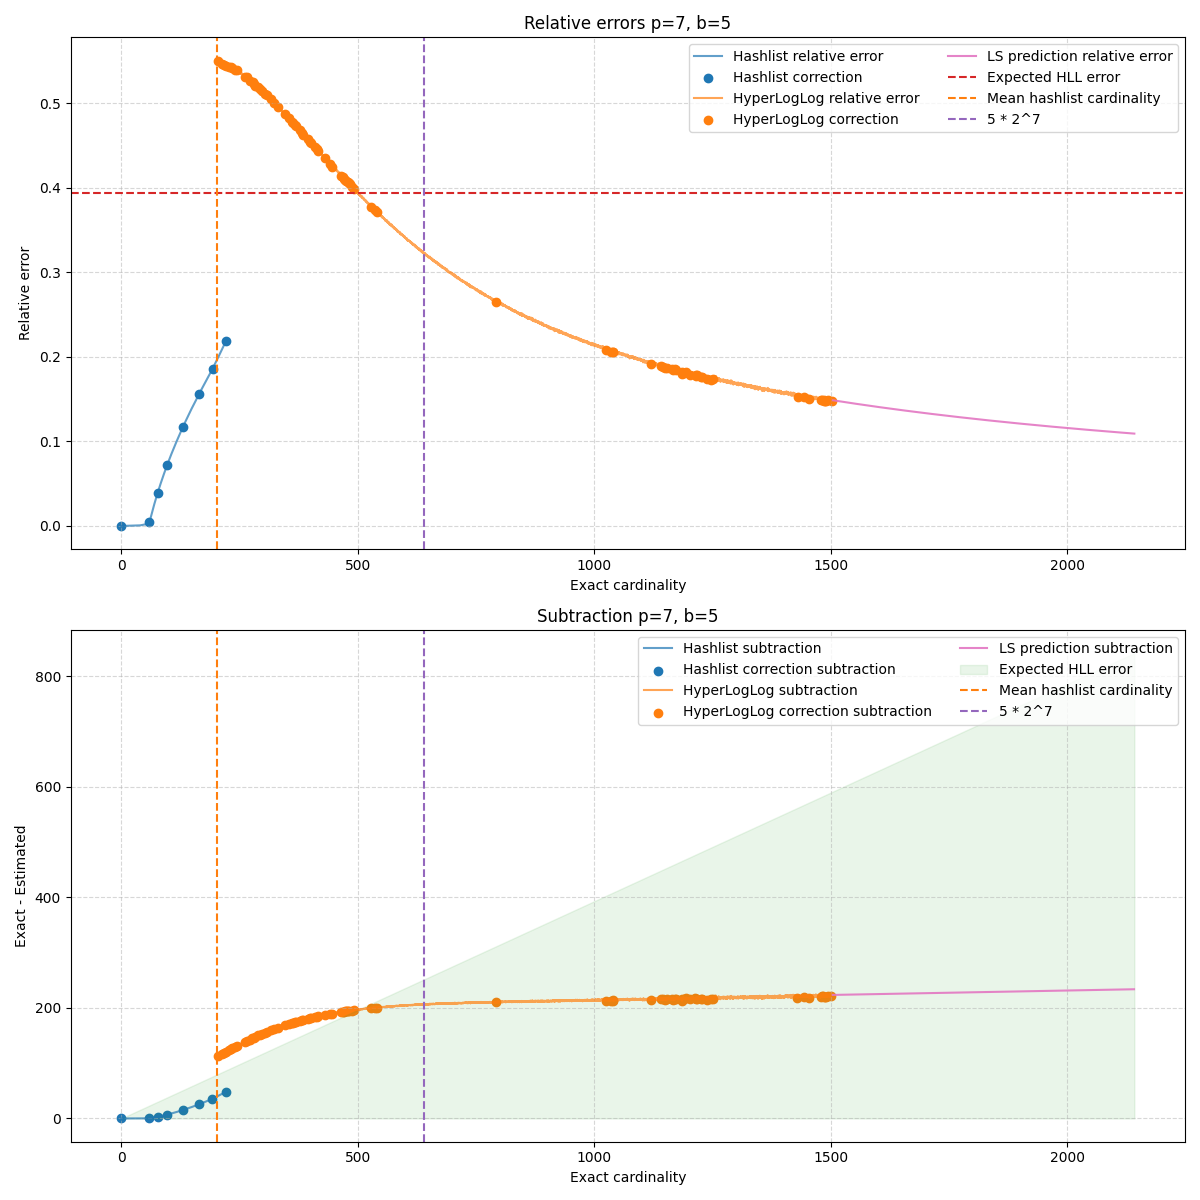 Relative errors p=7, b=5
Hashlist relative error
Hashlist correction
HyperLogLog relative error
HyperLogLog correction
LS prediction relative error
Expected HLL error
Mean hashlist cardinality
5 * 2^7
Relative error
0.5
0.4
0.3
0.2
0.1
0.0
0 500 1000 1500 2000
Exact cardinality
Subtraction p=7, b=5
Hashlist subtraction
Hashlist correction subtraction
HyperLogLog subtraction
HyperLogLog correction subtraction
LS prediction subtraction
Expected HLL error
Mean hashlist cardinality
5 * 2^7
Exact - Estimated
800
600
400
200
0
0 500 1000 1500 2000
Exact cardinality